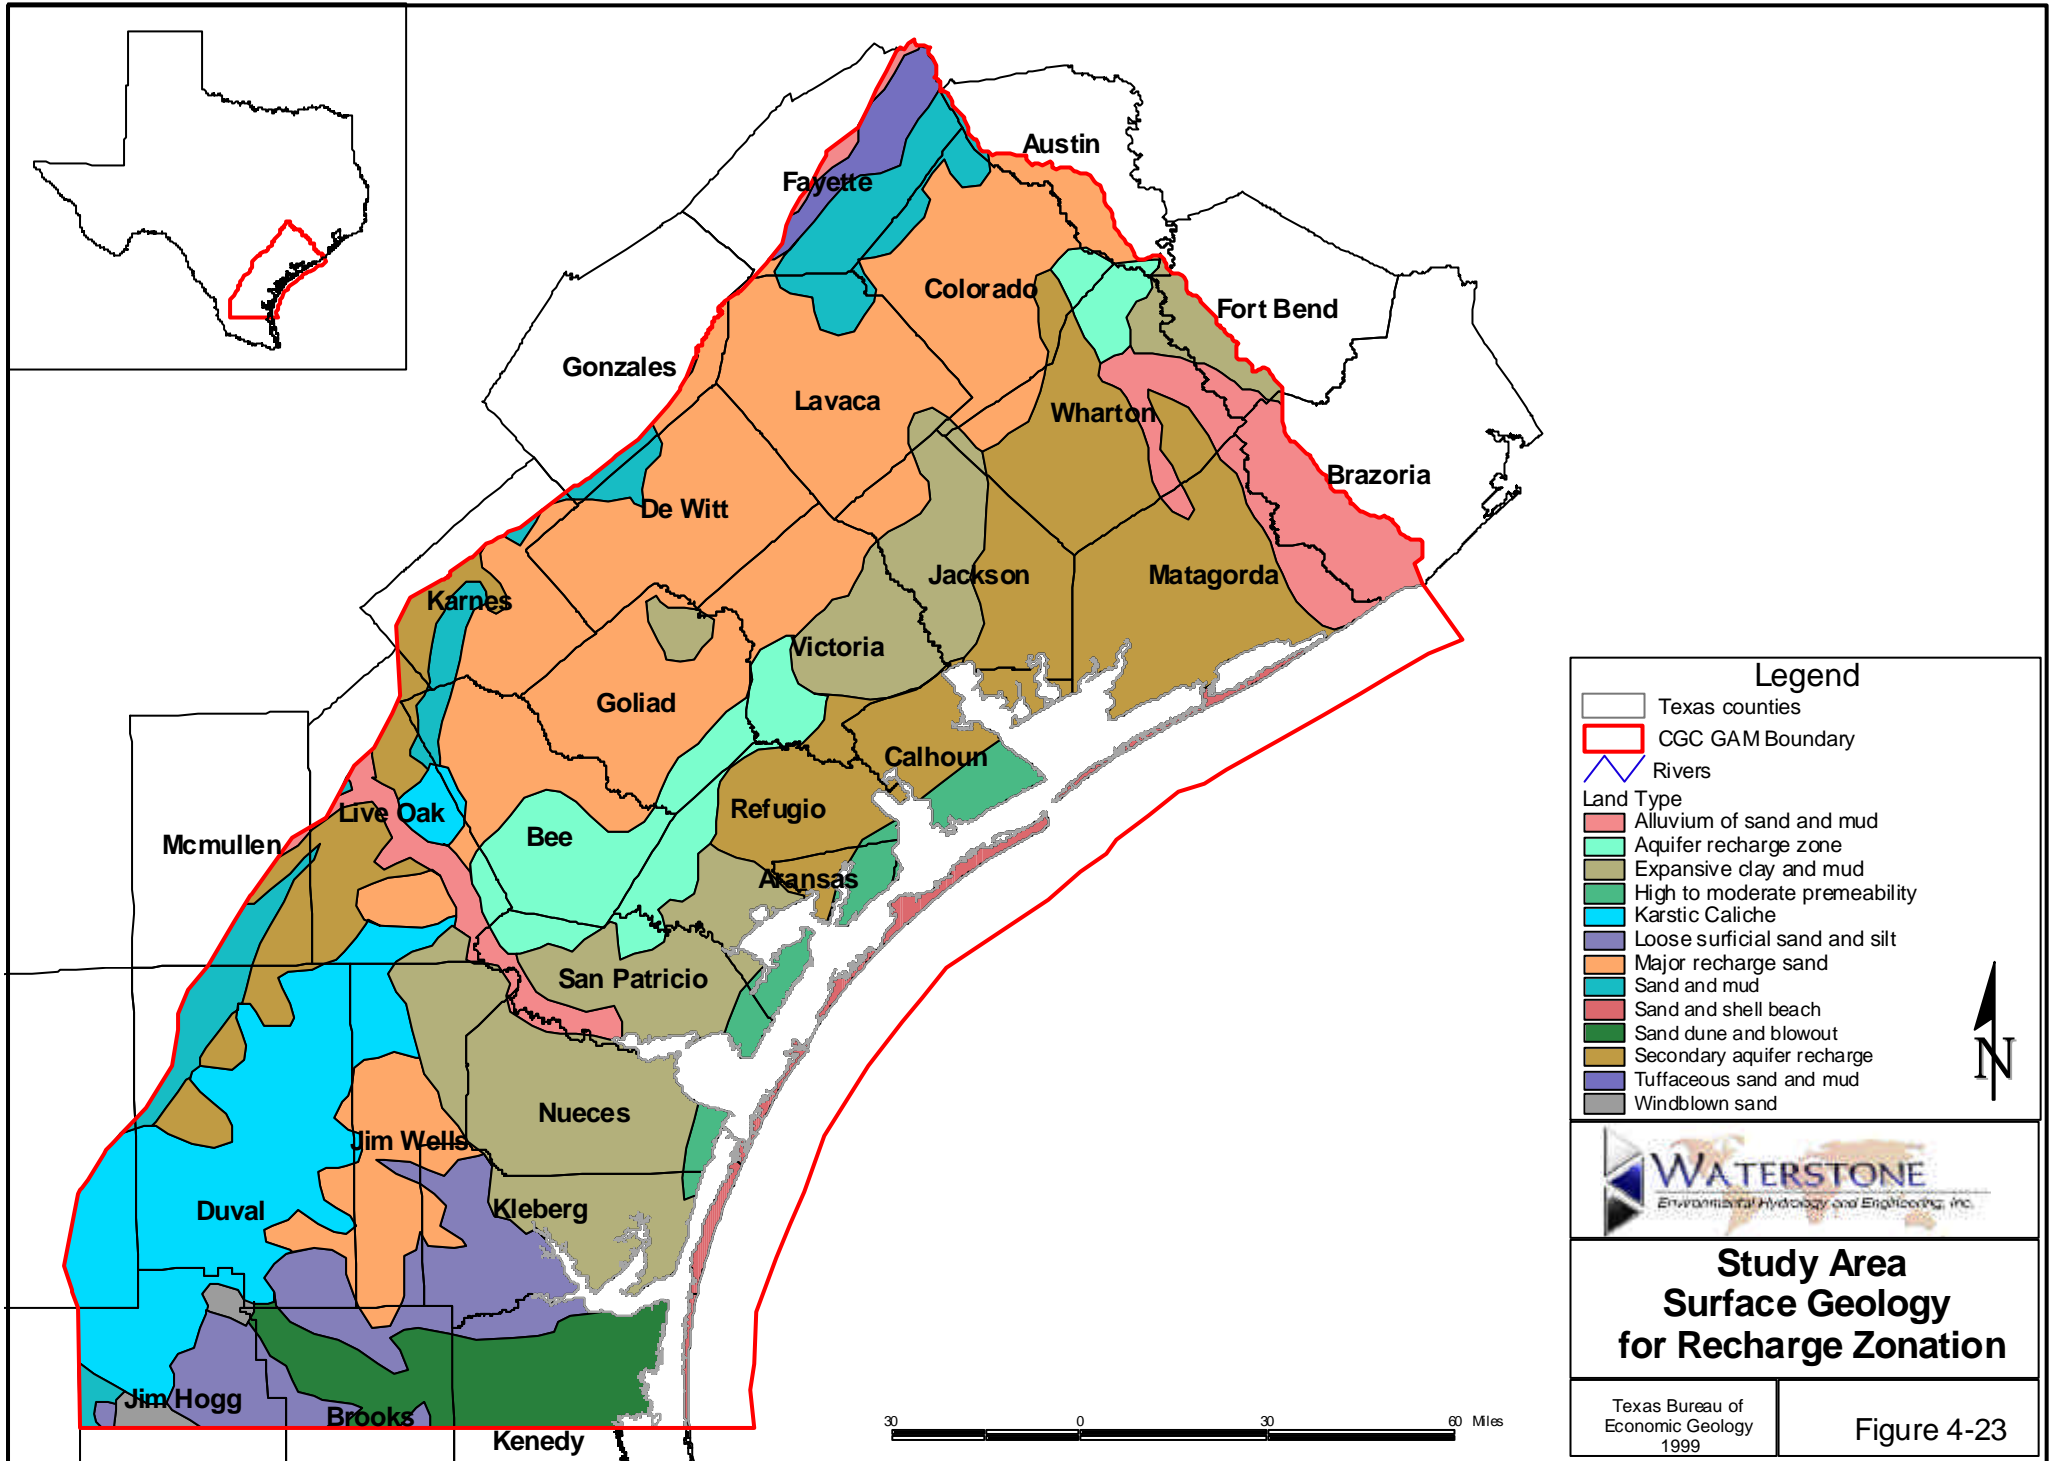 Austin
Fayette
Colorado
Fort Bend
Gonzales
Lavaca
Wharton
Brazoria
De Witt
Jackson
Matagorda
Karnes
Victoria
Goliad
Calhoun
Live Oak
Refugio
Mcmullen
Bee
Aransas
San Patricio
Nueces
Jim Wells
Duval
Kleberg
Jim Hogg
Brooks
Kenedy
30 0 30 60 Miles
Legend
Texas counties
CGC GAM Boundary
Rivers
Land Type
Alluvium of sand and mud
Aquifer recharge zone
Expansive clay and mud
High to moderate premeability
Karstic Caliche
Loose surficial sand and silt
Major recharge sand
Sand and mud
Sand and shell beach
Sand dune and blowout
Secondary aquifer recharge
Tuffaceous sand and mud
Windblown sand
N
WATERSTONE
Environmental Hydrology and Engineering, Inc.
Study Area
Surface Geology
for Recharge Zonation
Texas Bureau of
Economic Geology
1999
Figure 4-23